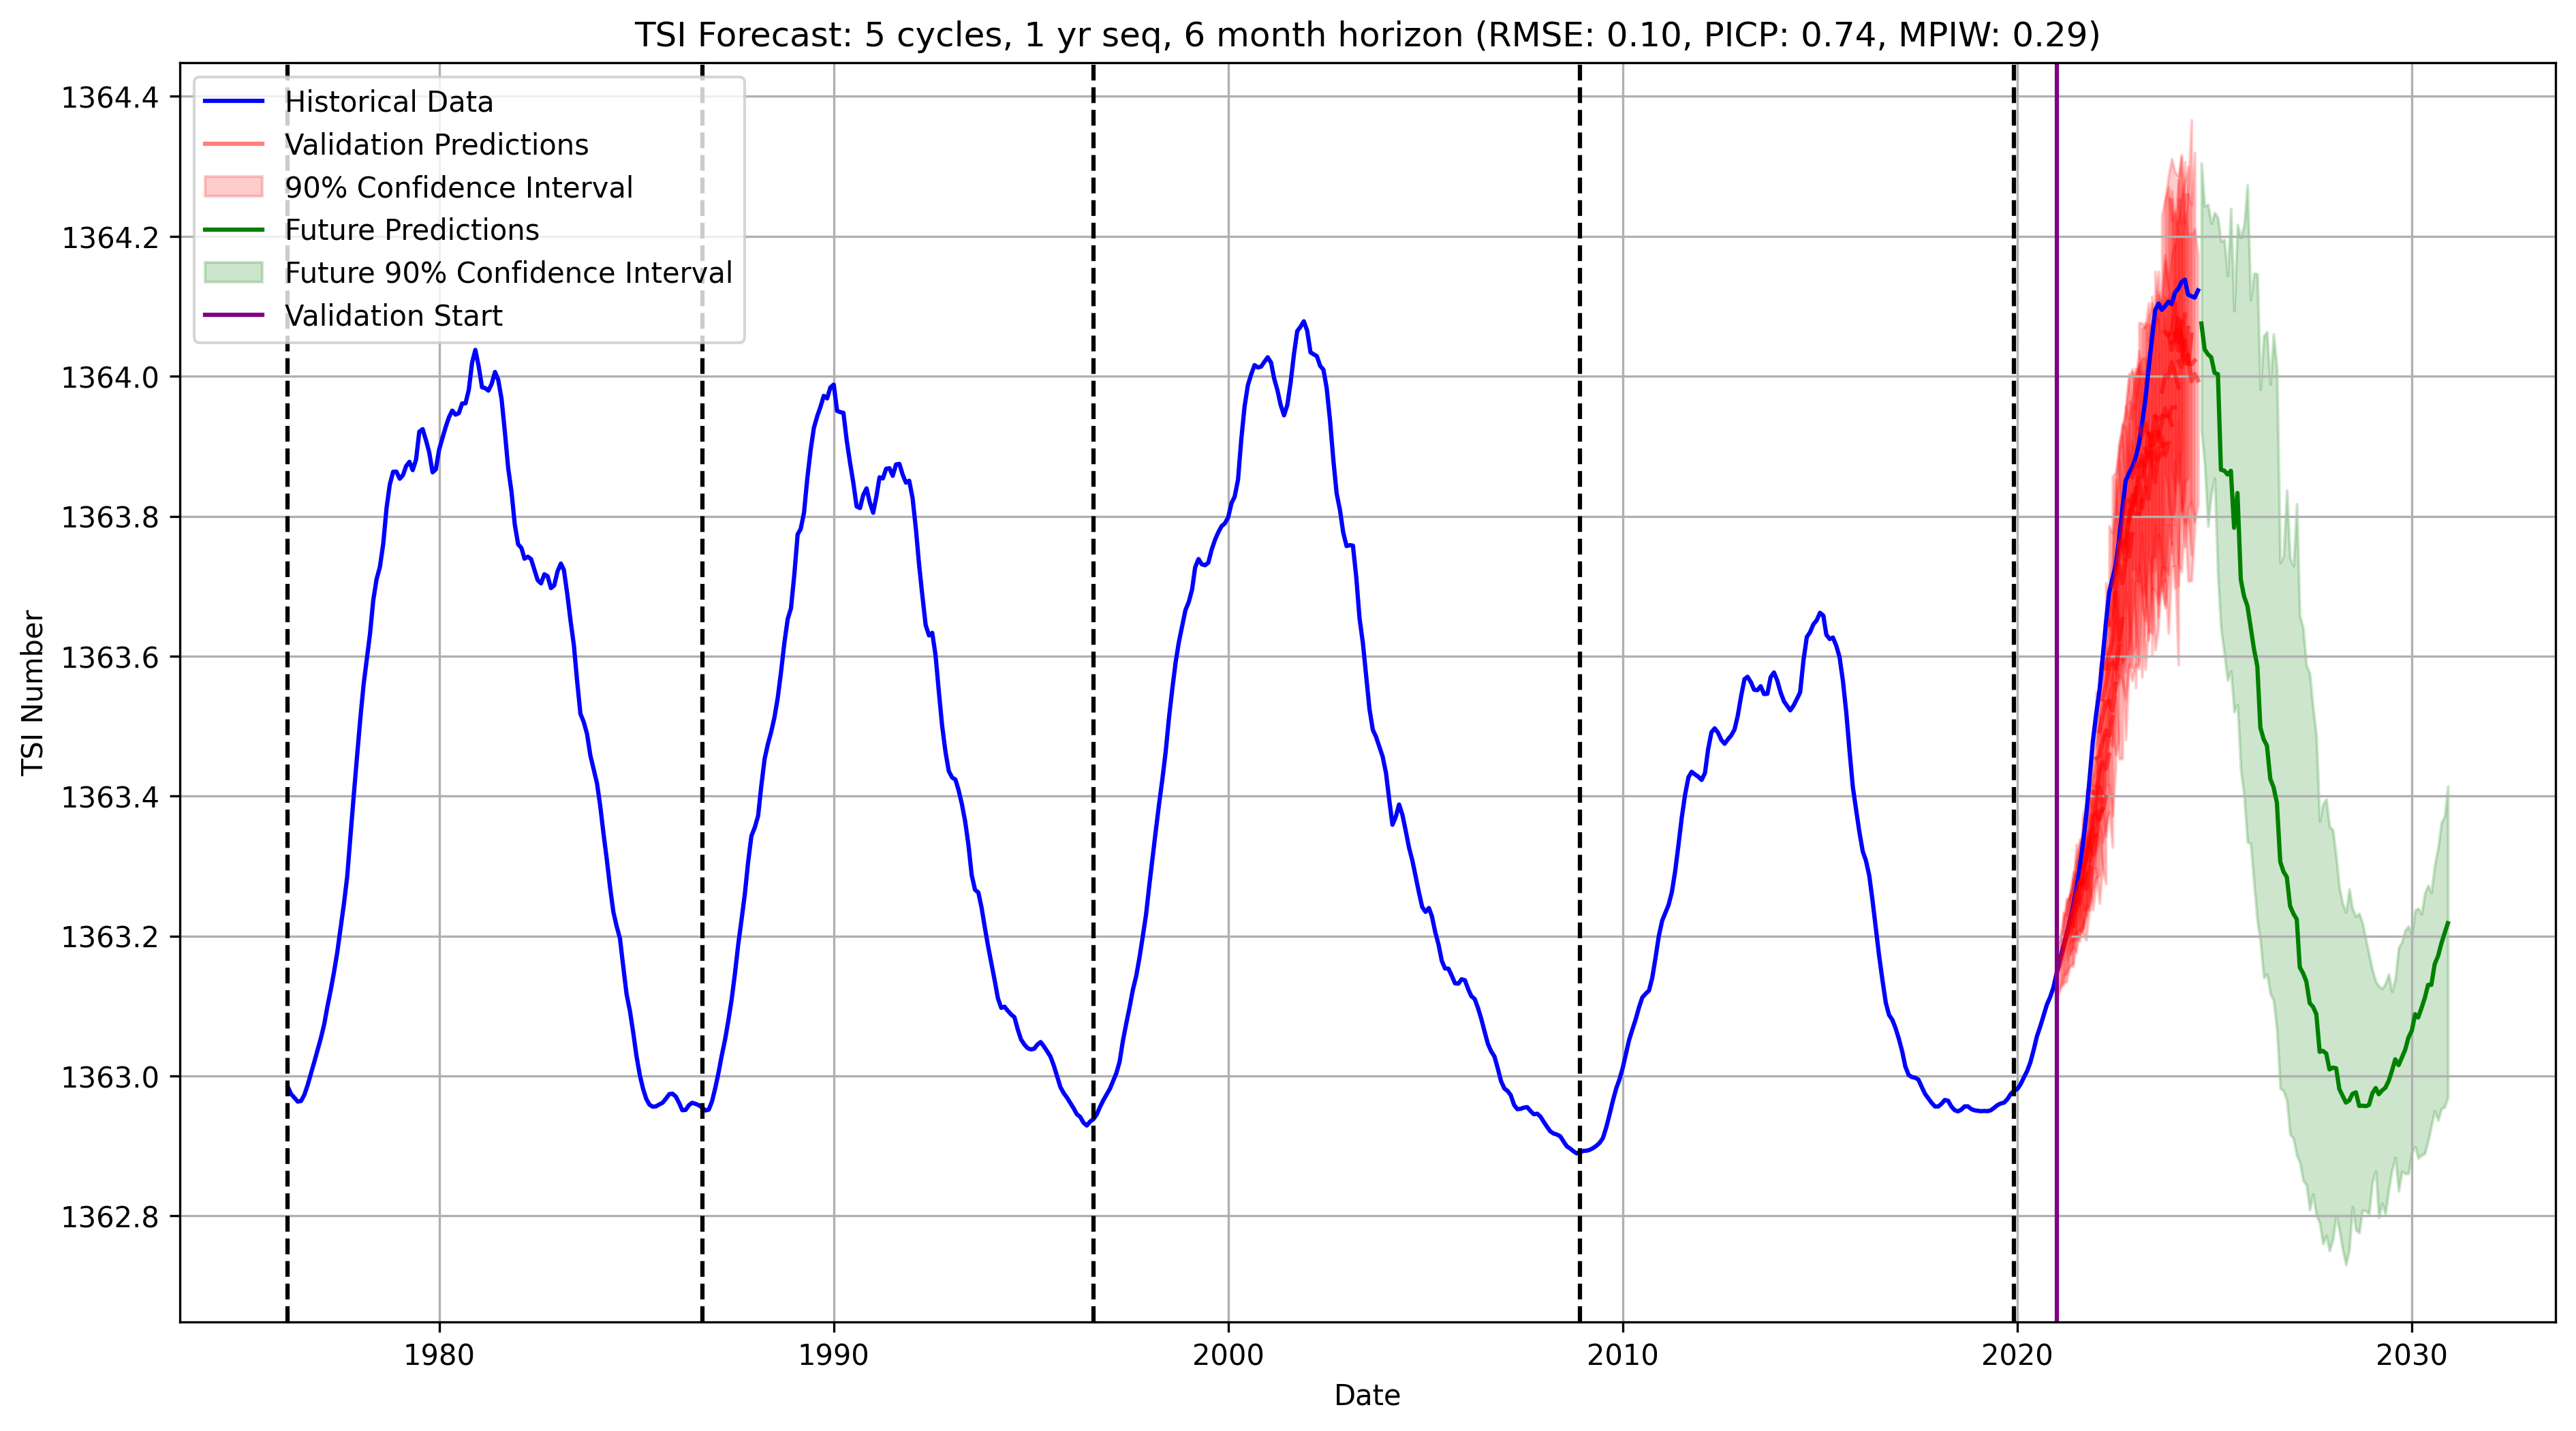 TSI Forecast: 5 cycles, 1 yr seq, 6 month horizon (RMSE: 0.10, PICP: 0.74, MPIW: 0.29)
Historical Data
Validation Predictions
90% Confidence Interval
Future Predictions
Future 90% Confidence Interval
Validation Start
TSI Number
1364.4
1364.2
1364.0
1363.8
1363.6
1363.4
1363.2
1363.0
1362.8
1980
1990
2000
2010
2020
2030
Date